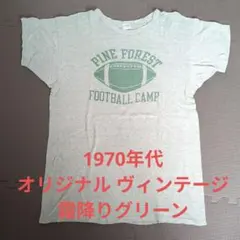 PINE FOREST
FOOTBALL CAMP
1970年代
オリジナル ヴィンテージ
霜降りグリーン